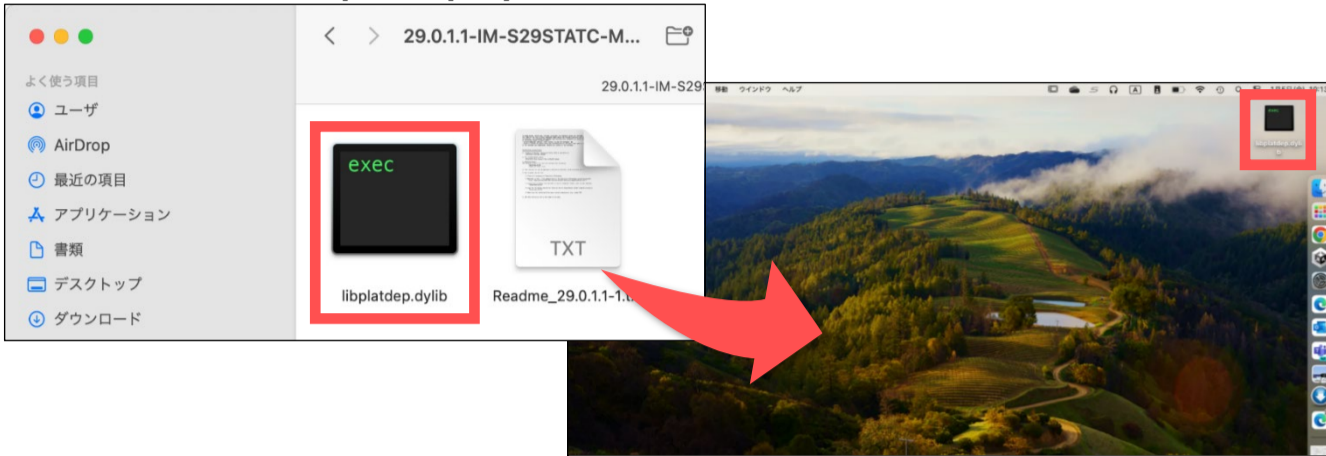 29.0.1.1-IM-S29STATC-M...
29.0.1.1-IM-S29
よく使う項目
ユーザ
AirDrop
最近の項目
アプリケーション
書類
デスクトップ
ダウンロード
exec
libplatdep.dylib
TXT
Readme_29.0.1.1-1.
移動 ウインドウ ヘルプ